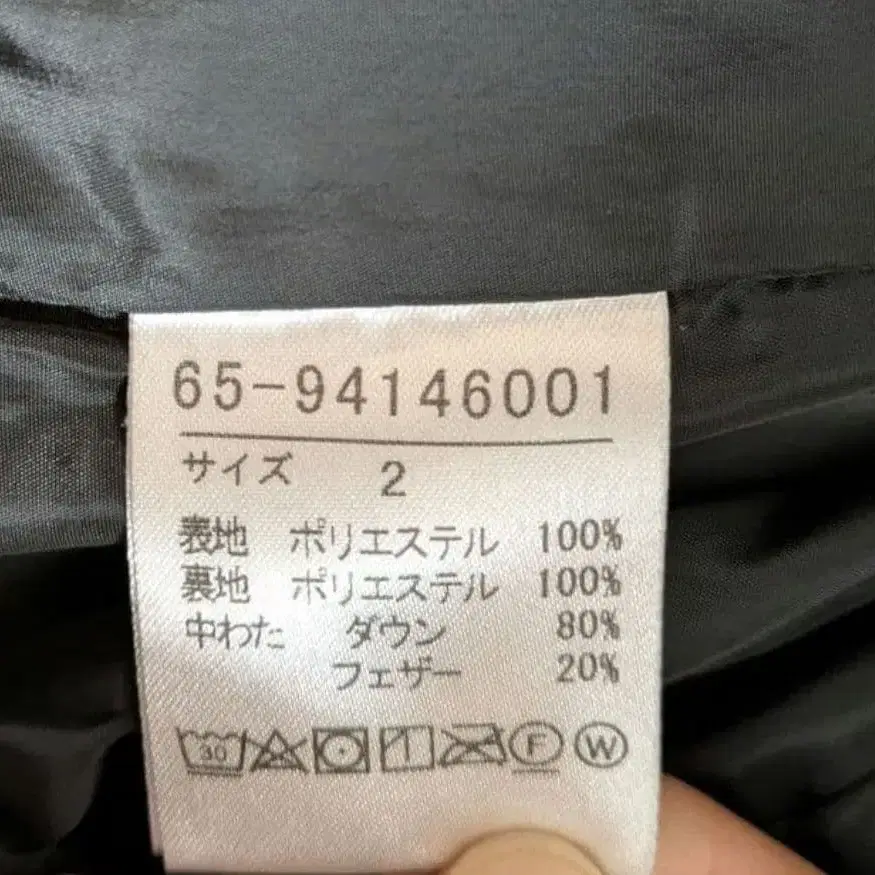 65-94146001
サイズ 2
表地 ポリエステル 100%
裏地 ポリエステル 100%
中わた ダウン 80%
フェザー 20%
30 F W